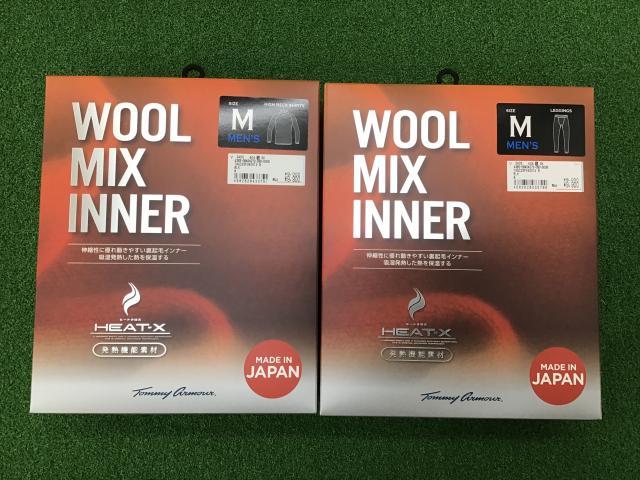 WOOL
MIX
INNER
SIZE
M
MEN'S
HIGH NECK SHIRTS
伸縮性に優れ動きやすい裏起毛インナー
吸湿発熱した熱を保温する
HEAT-X
発熱機能素材
MADE IN
JAPAN
Tommy Armour.
WOOL
MIX
INNER
SIZE
M
MEN'S
LEGGINGS
伸縮性に優れ動きやすい裏起毛インナー
吸湿発熱した熱を保温する
HEAT-X
発熱機能素材
MADE IN
JAPAN
Tommy Armour.